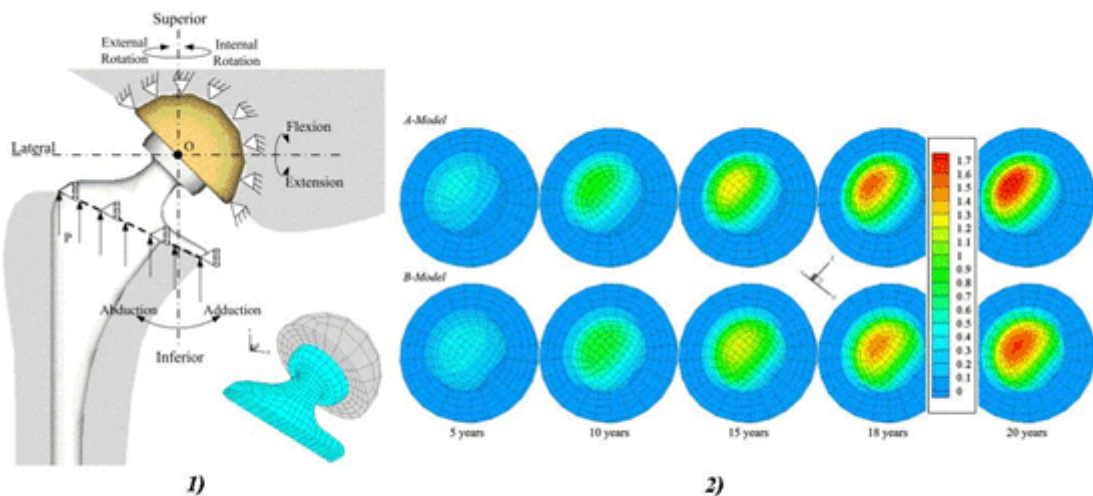 Superior
External Rotation
Internal Rotation
Lateral
O
Flexion
Extension
P
Abduction
Adduction
Inferior
1)
A-Model
B-Model
1.7
1.6
1.5
1.4
1.3
1.2
1.1
1
0.9
0.8
0.7
0.6
0.5
0.4
0.3
0.2
0.1
0
5 years
10 years
15 years
18 years
20 years
2)